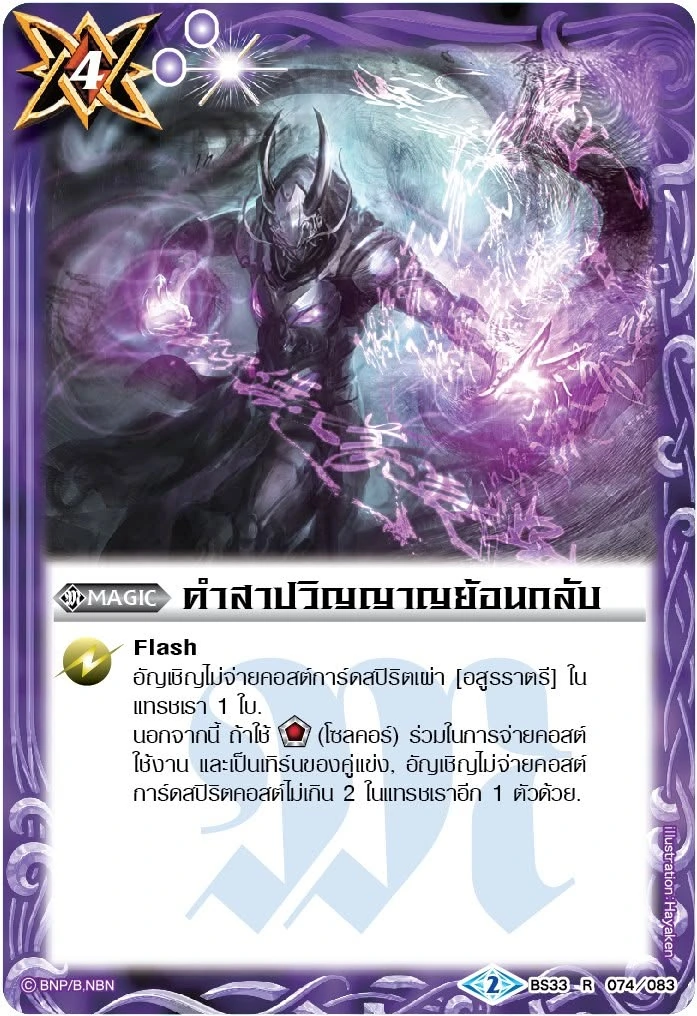 4
MAGIC คำสาปวิญญาณย้อนกลับ
Flash
อัญเชิญไม่จ่ายคอสต์การ์ดสปิริตเผ่า [อสูรราตรี] ใน
แทรชเรา 1 ใบ.
นอกจากนี้ ถ้าใช้ (โซลคอร์) ร่วมในการจ่ายคอสต์
ใช้งาน และเป็นเทิร์นของคู่แข่ง, อัญเชิญไม่จ่ายคอสต์
การ์ดสปิริตคอสต์ไม่เกิน 2 ในแทรชเราอีก 1 ตัวด้วย.
illustration: Hayaken
© BNP/B,NBN
2 BS33 R 074/083